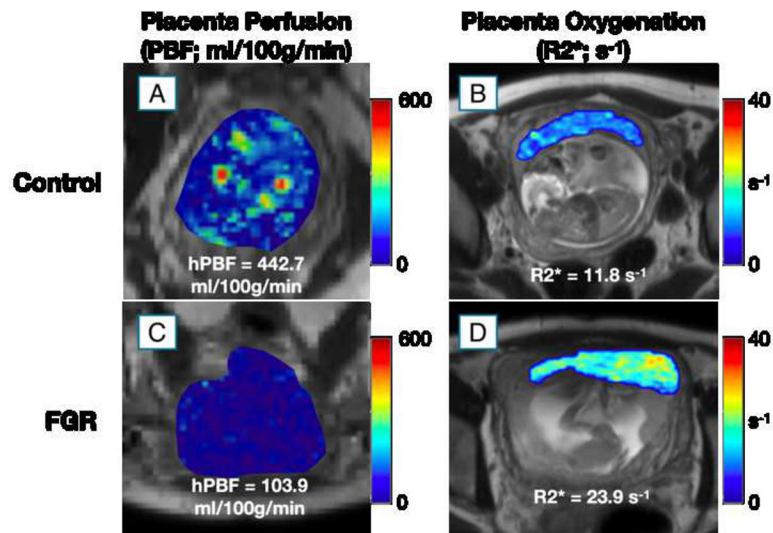 Placenta Perfusion
(PBF; ml/100g/min)
Placenta Oxygenation
(R2*; s-1)
Control
A
600
0
hPBF = 442.7
ml/100g/min
B
40
s-1
0
R2* = 11.8 s-1
FGR
C
600
0
hPBF = 103.9
ml/100g/min
D
40
s-1
0
R2* = 23.9 s-1